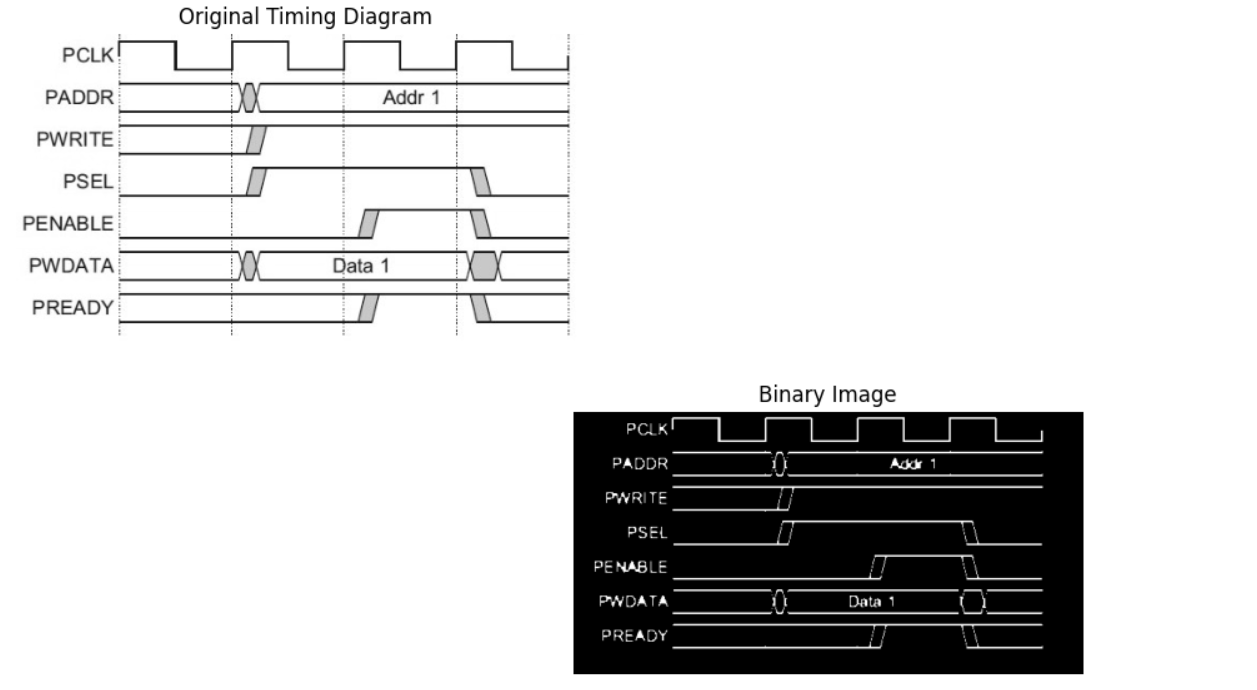 Original Timing Diagram
PCLK
PADDR Addr 1
PWRITE
PSEL
PENABLE
PWDATA Data 1
PREADY
Binary Image
PCLK
PADDR Addr 1
PWRITE
PSEL
PENABLE
PWDATA Data 1
PREADY